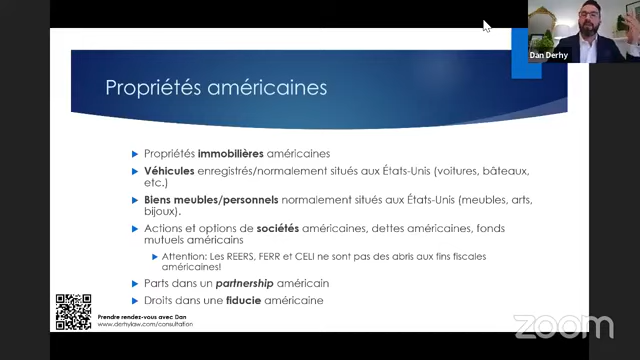 Dan Derhy
Propriétés américaines
Propriétés immobilières américaines
Véhicules enregistrés/normalement situés aux États-Unis (voitures, bâteaux,
etc.)
Biens meubles/personnels normalement situés aux États-Unis (meubles, arts,
bijoux).
Actions et options de sociétés américaines, dettes américaines, fonds
mutuels américains
Attention: Les REERS, FERR et CELI ne sont pas des abris aux fins fiscales
américaines!
Parts dans un partnership américain
Droits dans une fiducie américaine
Prendre rendez-vous avec Dan
www.derhylaw.com/consultation
zoom